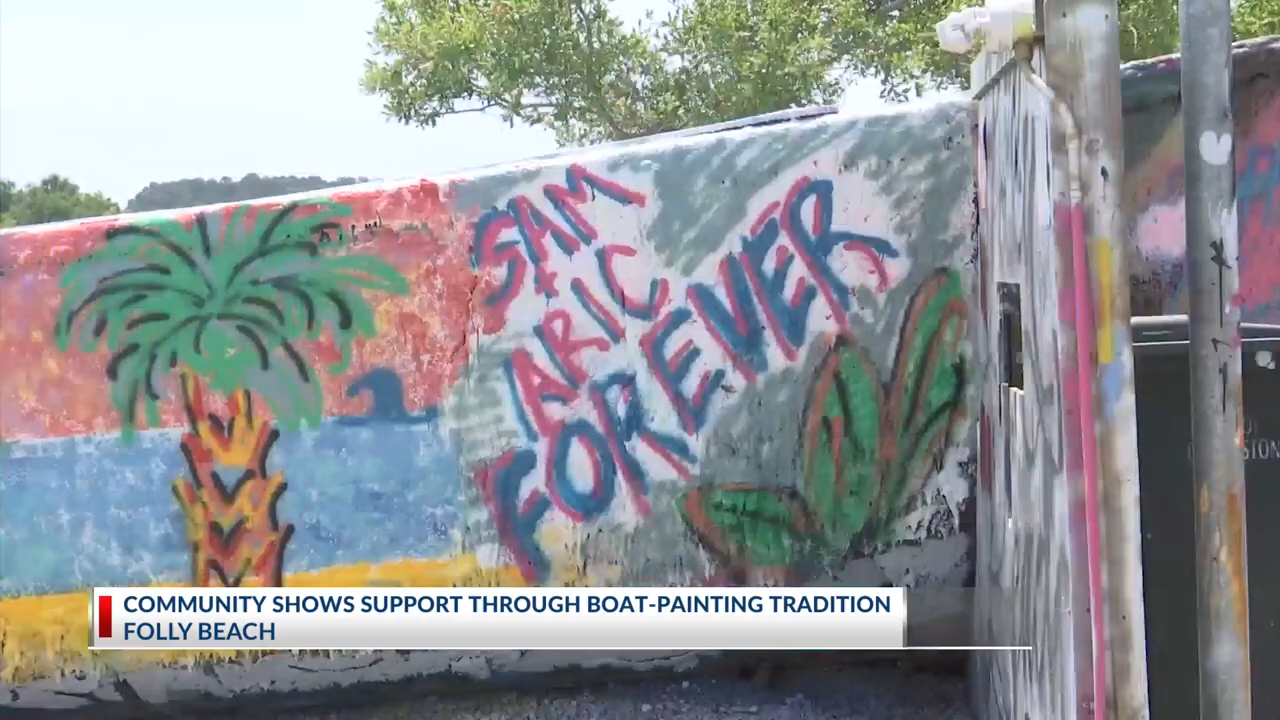 SAM
+
ARIC
FOREVER
COMMUNITY SHOWS SUPPORT THROUGH BOAT-PAINTING TRADITION
FOLLY BEACH